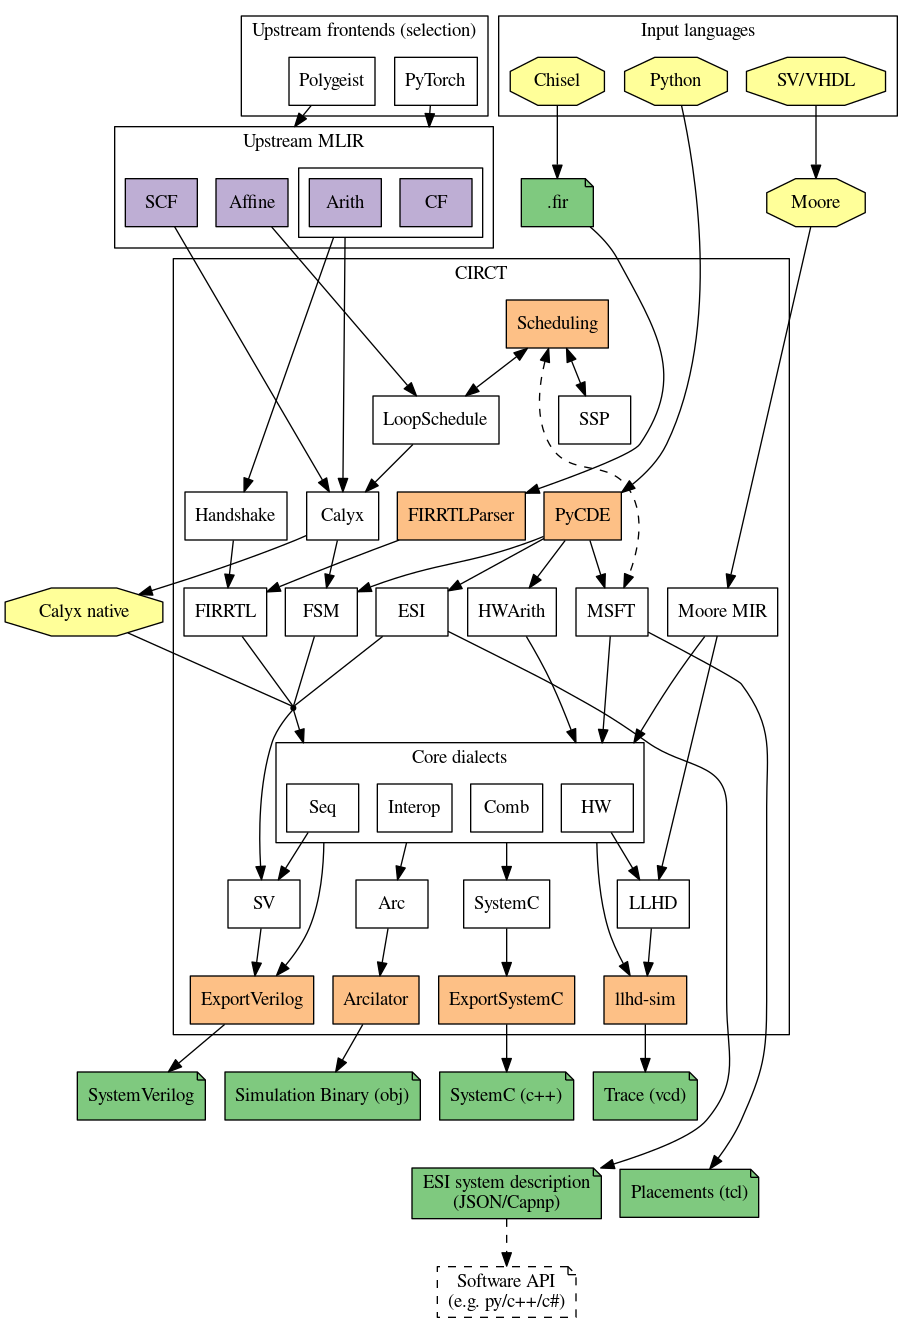 Upstream frontends (selection)
Input languages
Polygeist
PyTorch
Chisel
Python
SV/VHDL
Upstream MLIR
SCF
Affine
Arith
CF
.fir
Moore
CIRCT
Scheduling
LoopSchedule
SSP
Handshake
Calyx
FIRRTLParser
PyCDE
Calyx native
FIRRTL
FSM
ESI
HWArith
MSFT
Moore MIR
Core dialects
Seq
Interop
Comb
HW
SV
Arc
SystemC
LLHD
ExportVerilog
Arcilator
ExportSystemC
llhd-sim
SystemVerilog
Simulation Binary (obj)
SystemC (c++)
Trace (vcd)
ESI system description
(JSON/Capnp)
Placements (tcl)
Software API
(e.g. py/c++/c#)